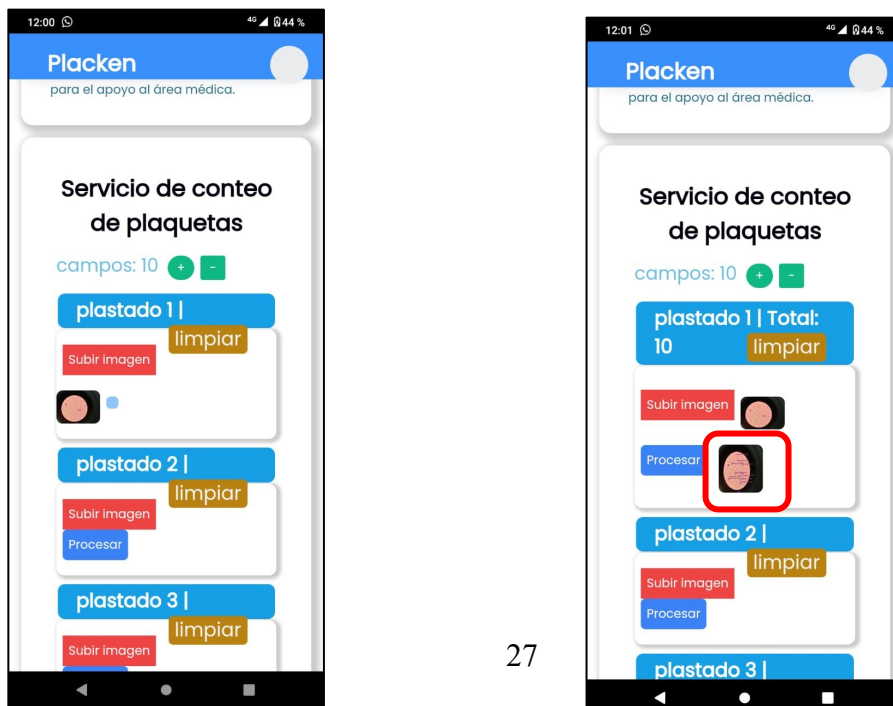 12:00
4G 44 %
Placken
para el apoyo al área médica.
Servicio de conteo
de plaquetas
campos: 10 + -
plastado 1 |
limpiar
Subir imagen
plastado 2 |
limpiar
Subir imagen
Procesar
plastado 3 |
limpiar
Subir imagen
27
12:01
4G 44 %
Placken
para el apoyo al área médica.
Servicio de conteo
de plaquetas
campos: 10 + -
plastado 1 | Total:
10 limpiar
Subir imagen
Procesar
plastado 2 |
limpiar
Subir imagen
Procesar
plastado 3 |